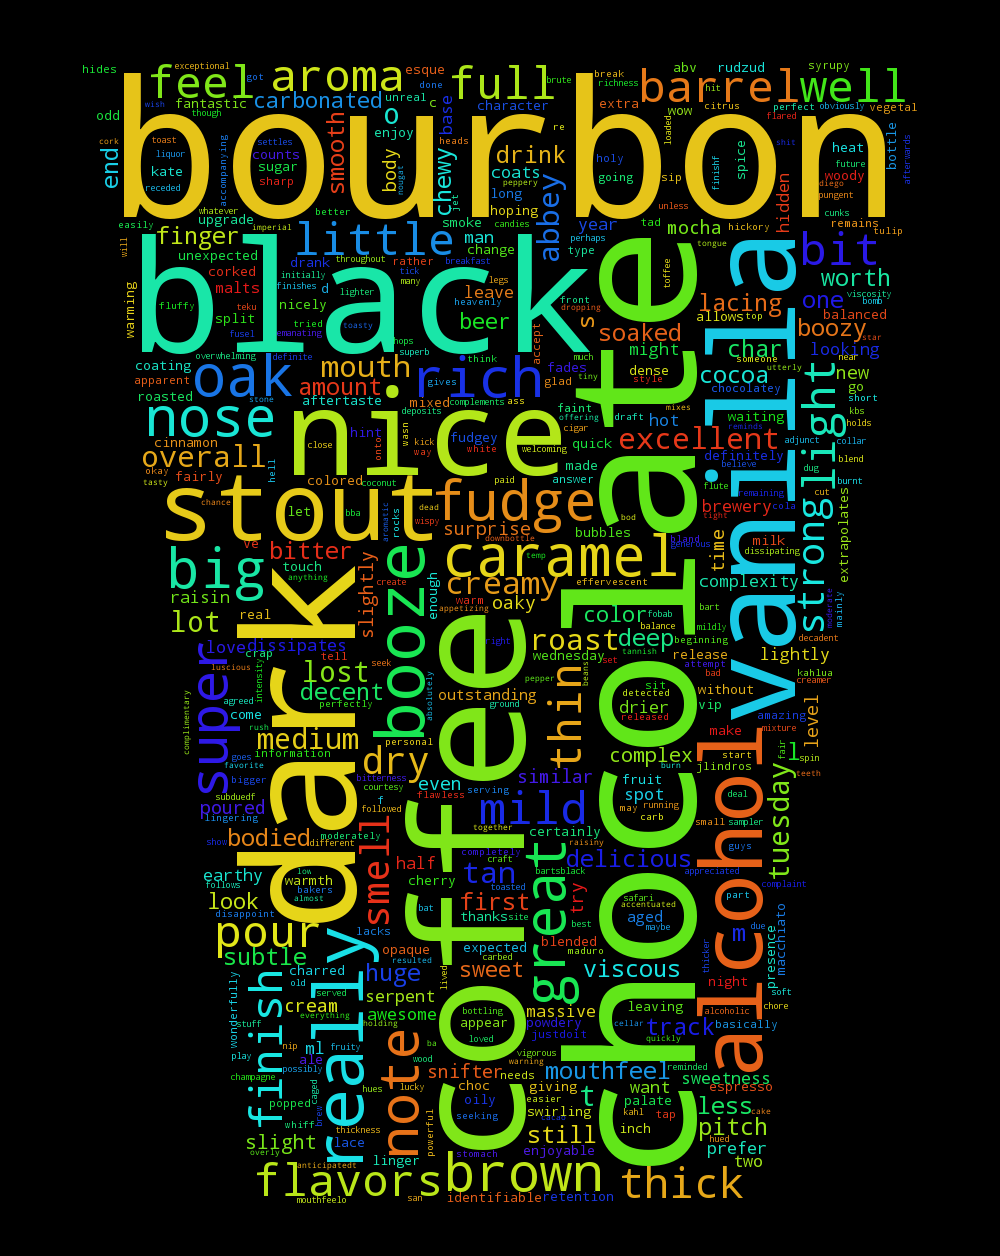 hides feel exceptional got aroma esque full brute break abv rudzud syrupy
fantastic carbonated unreal done c character richness barrel hit well
odd though wish o enjoy base extra wow citrus perfect obviously vegetal
bourbon
cork toast counts settles smooth body heads drink re loaded flared bottle
end kate liquor sugar accompanying chewy coats holy spice heat shit afterwards
receded sharp nougat peppery long going sip finishf future woody
jet candies diego pungent
easily whatever upgrade better hoping abbey year unless tad mocha hickory cunks hidden remains tulip
will finger imperial little smoke man perhaps type tongue bit
unexpected throughout change breakfast toffee worth
black
warming corked initially drank rather legs heavenly front lacing one viscosity
malts finishes d tick many leave dropping allows top balanced bomb
fluffy teku nicely lighter beer s soaked boozy star
split fusel tried toasty hops accept might char someone looking near
coating overwhelming emanating definite superb think much dense cocoa utterly new
apparent oak mouth rich fades glad tiny style chocolatey go
roasted stone amount gives complements ass faint draft mixes waiting short kbs
nose aftertaste mixed deposits offering cigar hot adjunct holds collar
nice
cinnamon hint close onto wasn kick fudgey welcoming quick excellent reminds light
overall hell way white made definitely dug blend
okay fairly colored coconut paid answer believe flute burnt
tasty chance let bba dead fudge remaining cut
stout
aromatic rocks wispy surprise downbottle bod brewery cola strong
ve bitter caramel bubbles bland generous tight time milk dissipating extrapolates
big touch anything temp
raisin slightly create creamy effervescent complexity
lot real enough warm appetizing oaky color fobab bart moderate mainly
booze roast balance deep mildly beginning decadent
super love dissipates right wednesday tannish release lightly
crap tell seek pepper beans set attempt bad kahlua creamer
luscious intensity lost absolutely outstanding sit without
complimentary agreed decent perfectly ground thin detected drier vip amazing level
come rush released make mixture
dark
goes medium personal complex start l fair spin
favorite information dry jlindros
bigger bitterness similar burn teeth
subduedf courtesy even fruit deal
poured f flawless serving spot tuesday
lingering followed mild may running small sampler
bodied moderately together carb guys
show different certainly
coffee
earthy low smell half completely craft raisiny delicious complaint
follows warmth cherry tan bartsblack appreciated
look bakers toasted great safari part
almost bat first try accentuated
disappoint thanks site best aged maybe m due presence macchiato
pour lacks opaque expected blended thicker
subtle resulted carbed maduro
wonderfully charred huge lived sweet viscous night soft
old cream served serpent bottling massive leaving alcoholic chore
stuff finish everything awesome appear powdery cellar track basically
play nip really holding loved justdoit quickly
chocolate
vanilla
alcohol
ml ale fruity ba vigorous warning mouthfeel reminded sweetness
champagne possibly wood snifter needs espresso
popped caged hues note lucky choc giving easier t want cake
whiff brew oily swirling palate less
thickness powerful seeking kahl tap
slight lace still inch hued pitch
overly stomach enjoyable prefer
linger two
flavors anticipatedt brown thick
mouthfeelo san identifiable retention